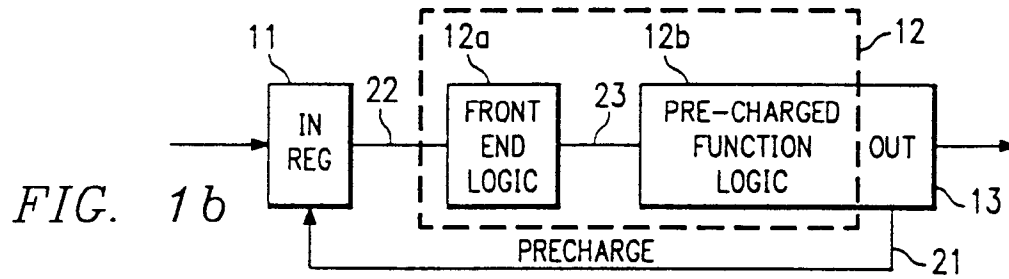 11
12a
12b
12
22
23
IN
REG
FRONT
END
LOGIC
PRE-CHARGED
FUNCTION
LOGIC
OUT
13
FIG. 1b
PRECHARGE
21